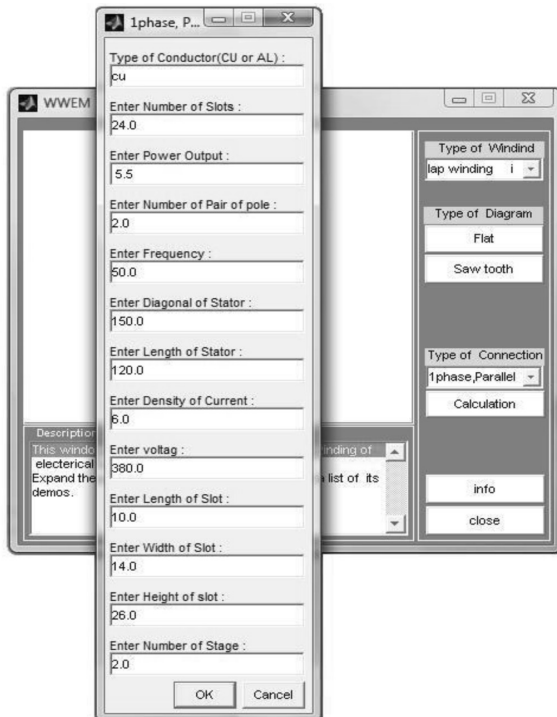 1phase, P...
Type of Conductor(CU or AL) :
cu
Enter Number of Slots :
24.0
Enter Power Output :
5.5
Enter Number of Pair of pole :
2.0
Enter Frequency :
50.0
Enter Diagonal of Stator :
150.0
Enter Length of Stator :
120.0
Enter Density of Current :
6.0
Enter voltag :
380.0
Enter Length of Slot :
10.0
Enter Width of Slot :
14.0
Enter Height of slot :
26.0
Enter Number of Stage :
2.0
OK Cancel
WWEM
Type of Windind
lap winding i
Type of Diagram
Flat
Saw tooth
Type of Connection
1phase,Parallel
Calculation
info
close
Description
This windo inding of
electerical
Expand the list of its
demos.